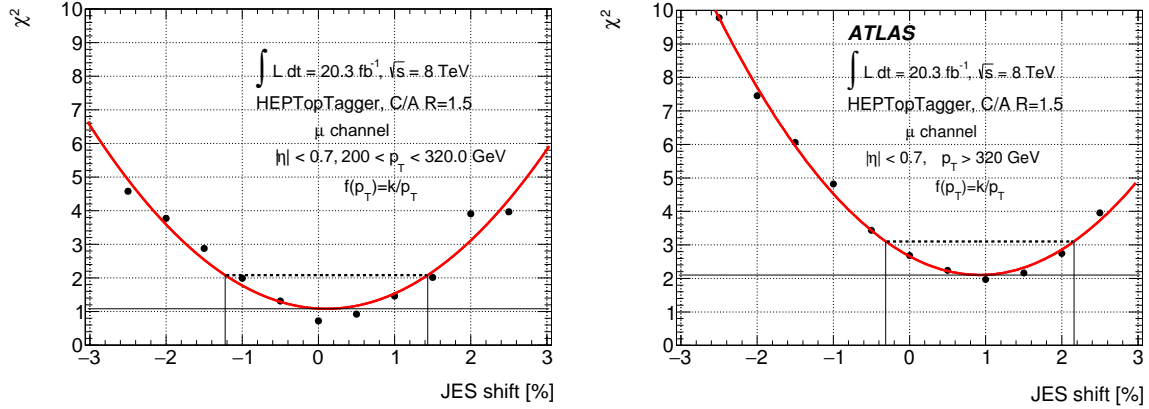 χ²
10
9
8
7
6
5
4
3
2
1
0
∫ L dt = 20.3 fb⁻¹, √s = 8 TeV
HEPTopTagger, C/A R=1.5
μ channel
|η| < 0.7, 200 < p_T < 320.0 GeV
f(p_T)=k/p_T
−3 −2 −1 0 1 2 3
JES shift [%]
χ²
10
9
8
7
6
5
4
3
2
1
0
ATLAS
∫ L dt = 20.3 fb⁻¹, √s = 8 TeV
HEPTopTagger, C/A R=1.5
μ channel
|η| < 0.7, p_T > 320 GeV
f(p_T)=k/p_T
−3 −2 −1 0 1 2 3
JES shift [%]